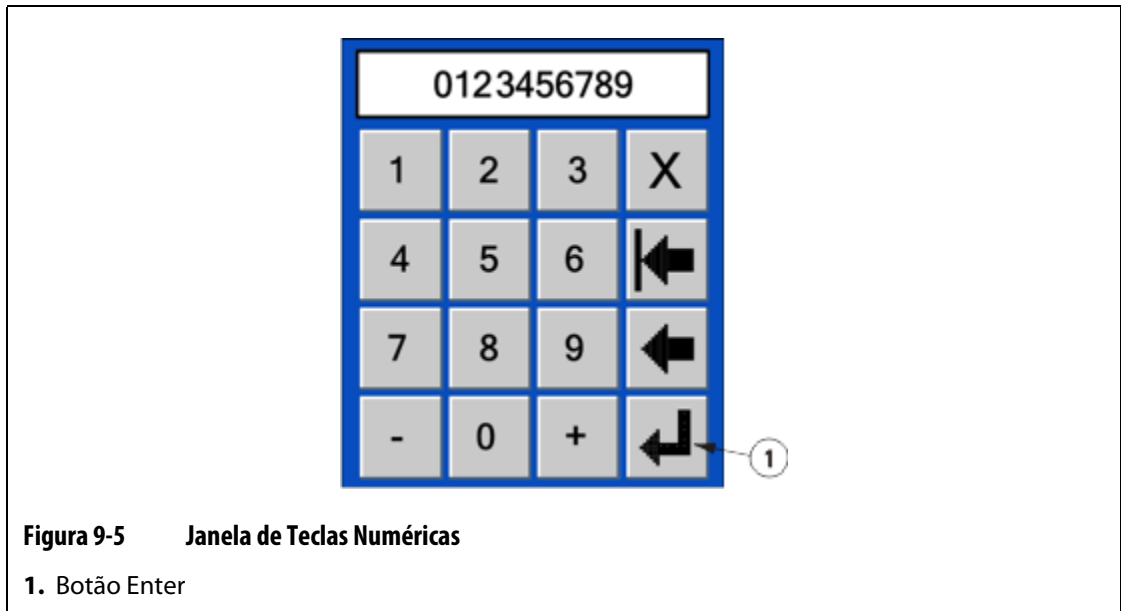 0123456789
1 2 3 X
4 5 6
7 8 9
- 0 +
1
Figura 9-5 Janela de Teclas Numéricas
1. Botão Enter